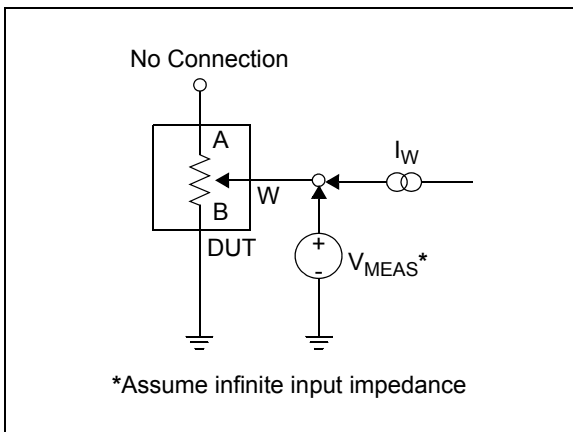 No Connection
A
I_W
W
B
+
DUT
V_MEAS*
-
*Assume infinite input impedance